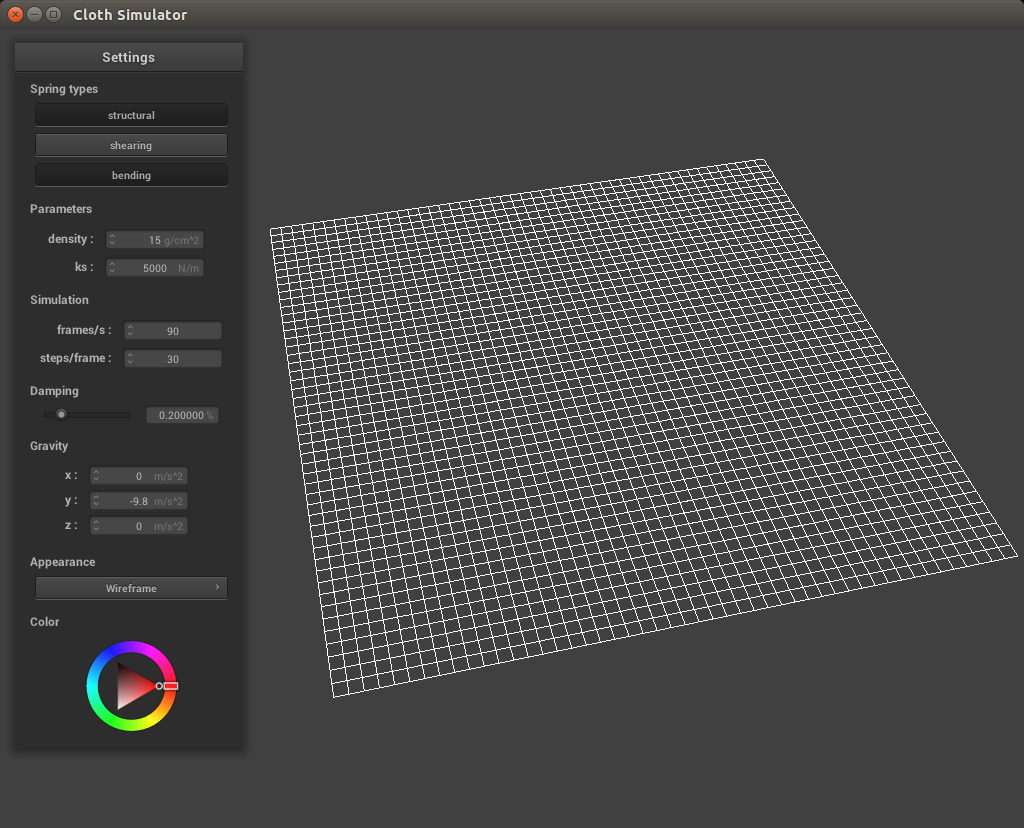 Cloth Simulator
Settings
Spring types
structural
shearing
bending
Parameters
density : 15 g/cm^2
ks : 5000 N/m
Simulation
frames/s : 90
steps/frame : 30
Damping
0.200000 %
Gravity
x : 0 m/s^2
y : -9.8 m/s^2
z : 0 m/s^2
Appearance
Wireframe
Color